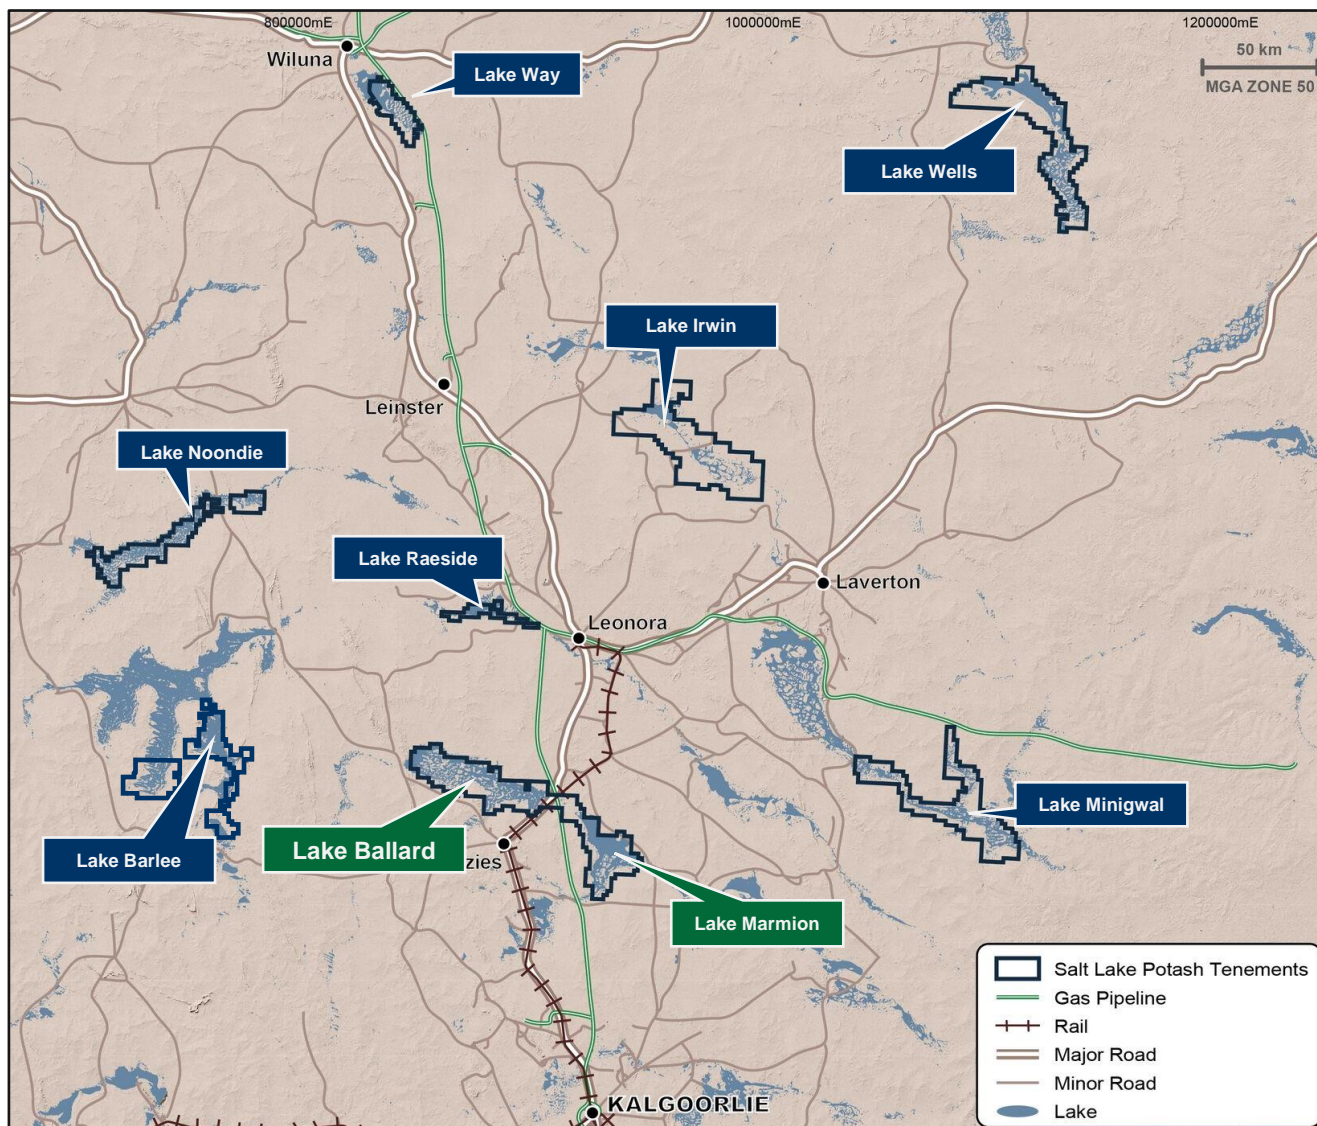 800000mE
1000000mE
1200000mE
50 km
MGA ZONE 50
Wiluna
Lake Way
Lake Wells
Lake Irwin
Leinster
Lake Noondie
Lake Raeside
Laverton
Leonora
Lake Minigwal
Lake Ballard
Lake Barlee
zies
Lake Marmion
Salt Lake Potash Tenements
Gas Pipeline
Rail
Major Road
Minor Road
Lake
KALGOORLIE